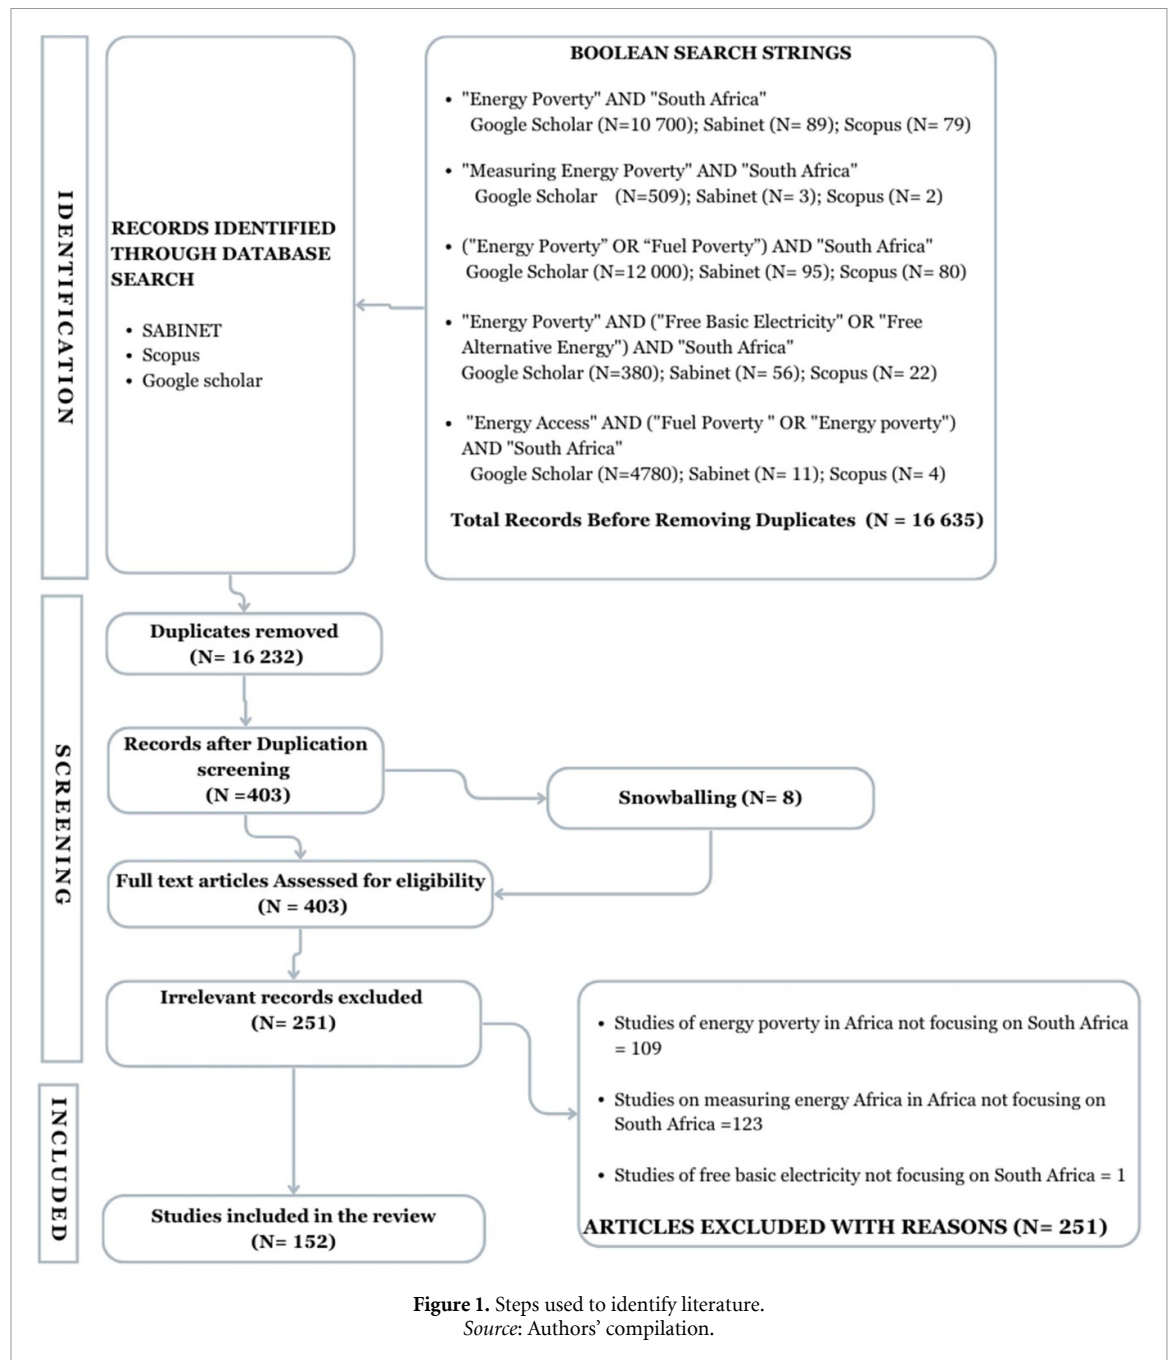 IDENTIFICATION
RECORDS IDENTIFIED
THROUGH DATABASE
SEARCH
• SABINET
• Scopus
• Google scholar
BOOLEAN SEARCH STRINGS
• "Energy Poverty" AND "South Africa"
Google Scholar (N=10 700); Sabinet (N= 89); Scopus (N= 79)
• "Measuring Energy Poverty" AND "South Africa"
Google Scholar (N=509); Sabinet (N= 3); Scopus (N= 2)
• ("Energy Poverty” OR “Fuel Poverty”) AND "South Africa"
Google Scholar (N=12 000); Sabinet (N= 95); Scopus (N= 80)
• "Energy Poverty" AND ("Free Basic Electricity" OR "Free
Alternative Energy") AND "South Africa"
Google Scholar (N=380); Sabinet (N= 56); Scopus (N= 22)
• "Energy Access" AND ("Fuel Poverty " OR "Energy poverty")
AND "South Africa"
Google Scholar (N=4780); Sabinet (N= 11); Scopus (N= 4)
Total Records Before Removing Duplicates (N = 16 635)
SCREENING
Duplicates removed
(N= 16 232)
Records after Duplication
screening
(N =403)
Snowballing (N= 8)
Full text articles Assessed for eligibility
(N = 403)
Irrelevant records excluded
(N= 251)
• Studies of energy poverty in Africa not focusing on South Africa
= 109
• Studies on measuring energy Africa in Africa not focusing on
South Africa =123
• Studies of free basic electricity not focusing on South Africa = 1
ARTICLES EXCLUDED WITH REASONS (N= 251)
INCLUDED
Studies included in the review
(N= 152)
Figure 1. Steps used to identify literature.
Source: Authors’ compilation.